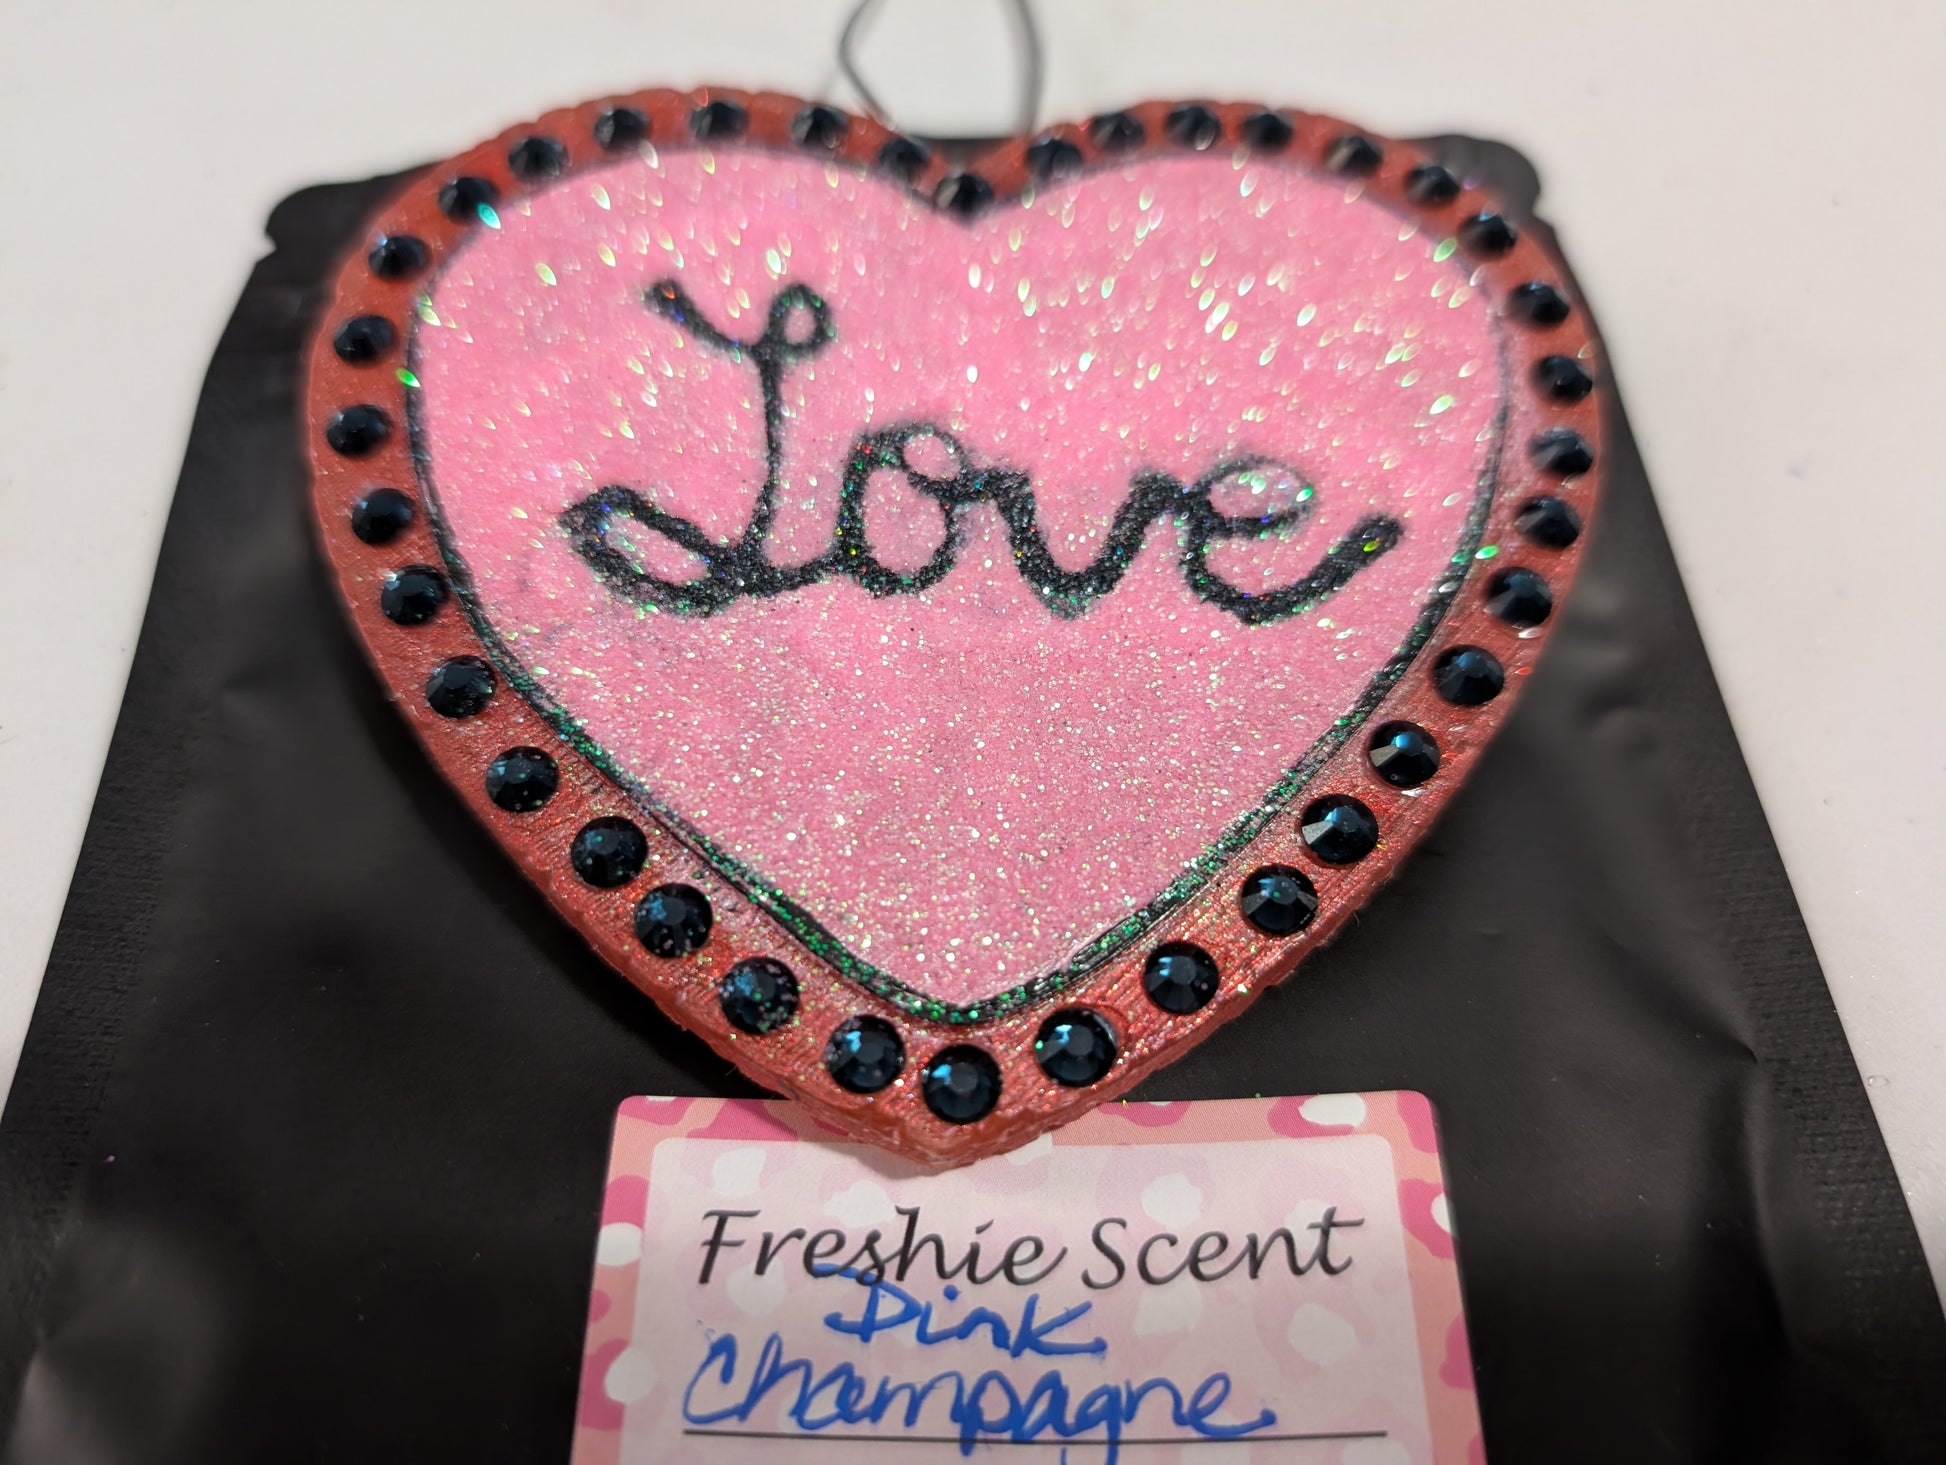 Love
Freshie Scent
Pink
Champagne